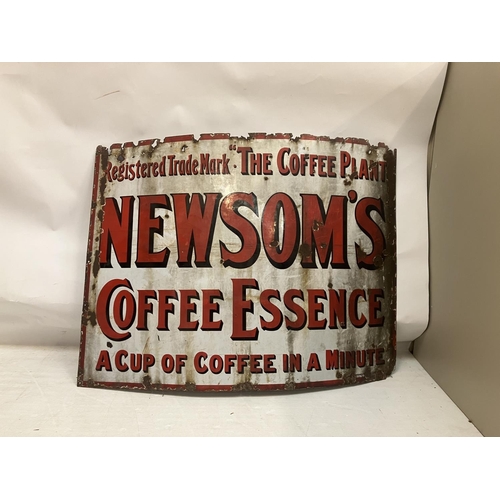 Registered Trade Mark "THE COFFEE PLANT
NEWSOM'S
COFFEE ESSENCE
A CUP OF COFFEE IN A MINUTE